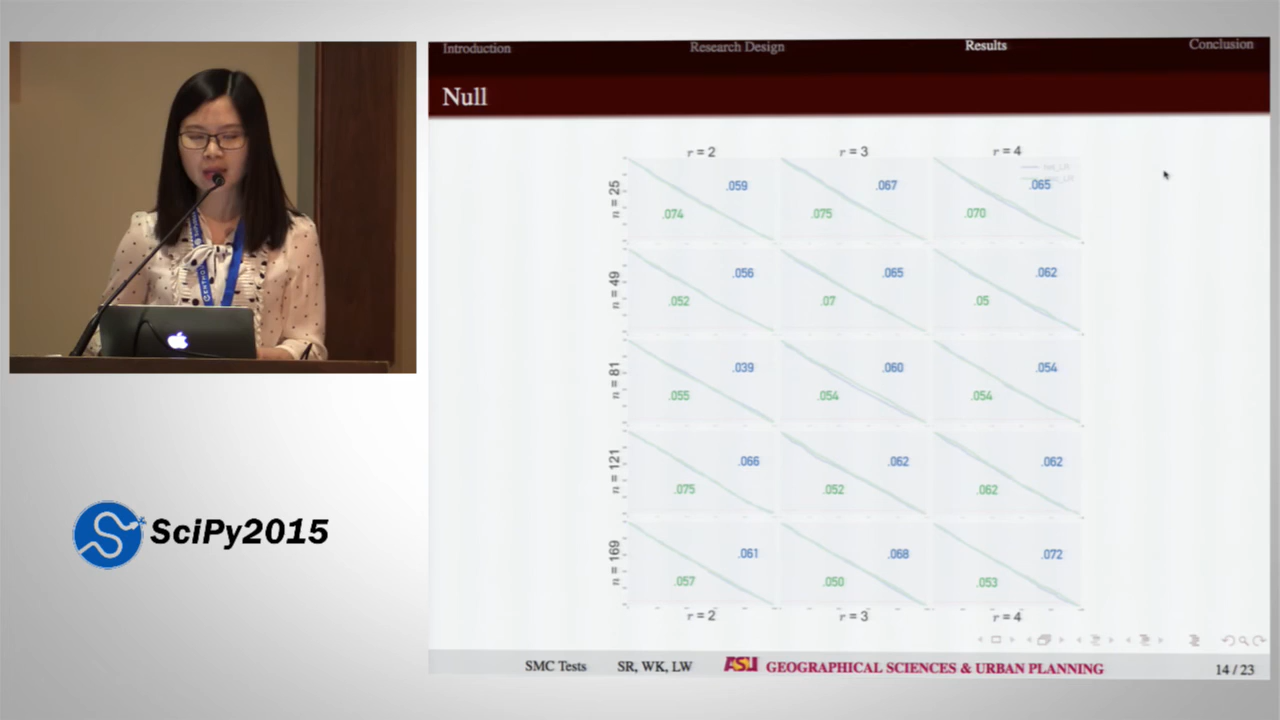 Introduction Research Design Results Conclusion
Null
r = 2 r = 3 r = 4
n = 25
.059 .067 .065
.074 .075 .070
n = 49
.056 .065 .062
.052 .07 .05
n = 81
.039 .060 .054
.055 .054 .054
n = 121
.066 .062 .062
.075 .052 .062
n = 169
.061 .068 .072
.057 .050 .053
r = 2 r = 3 r = 4
SMC Tests SR, WK, LW ASU GEOGRAPHICAL SCIENCES & URBAN PLANNING 14 / 23
SciPy2015